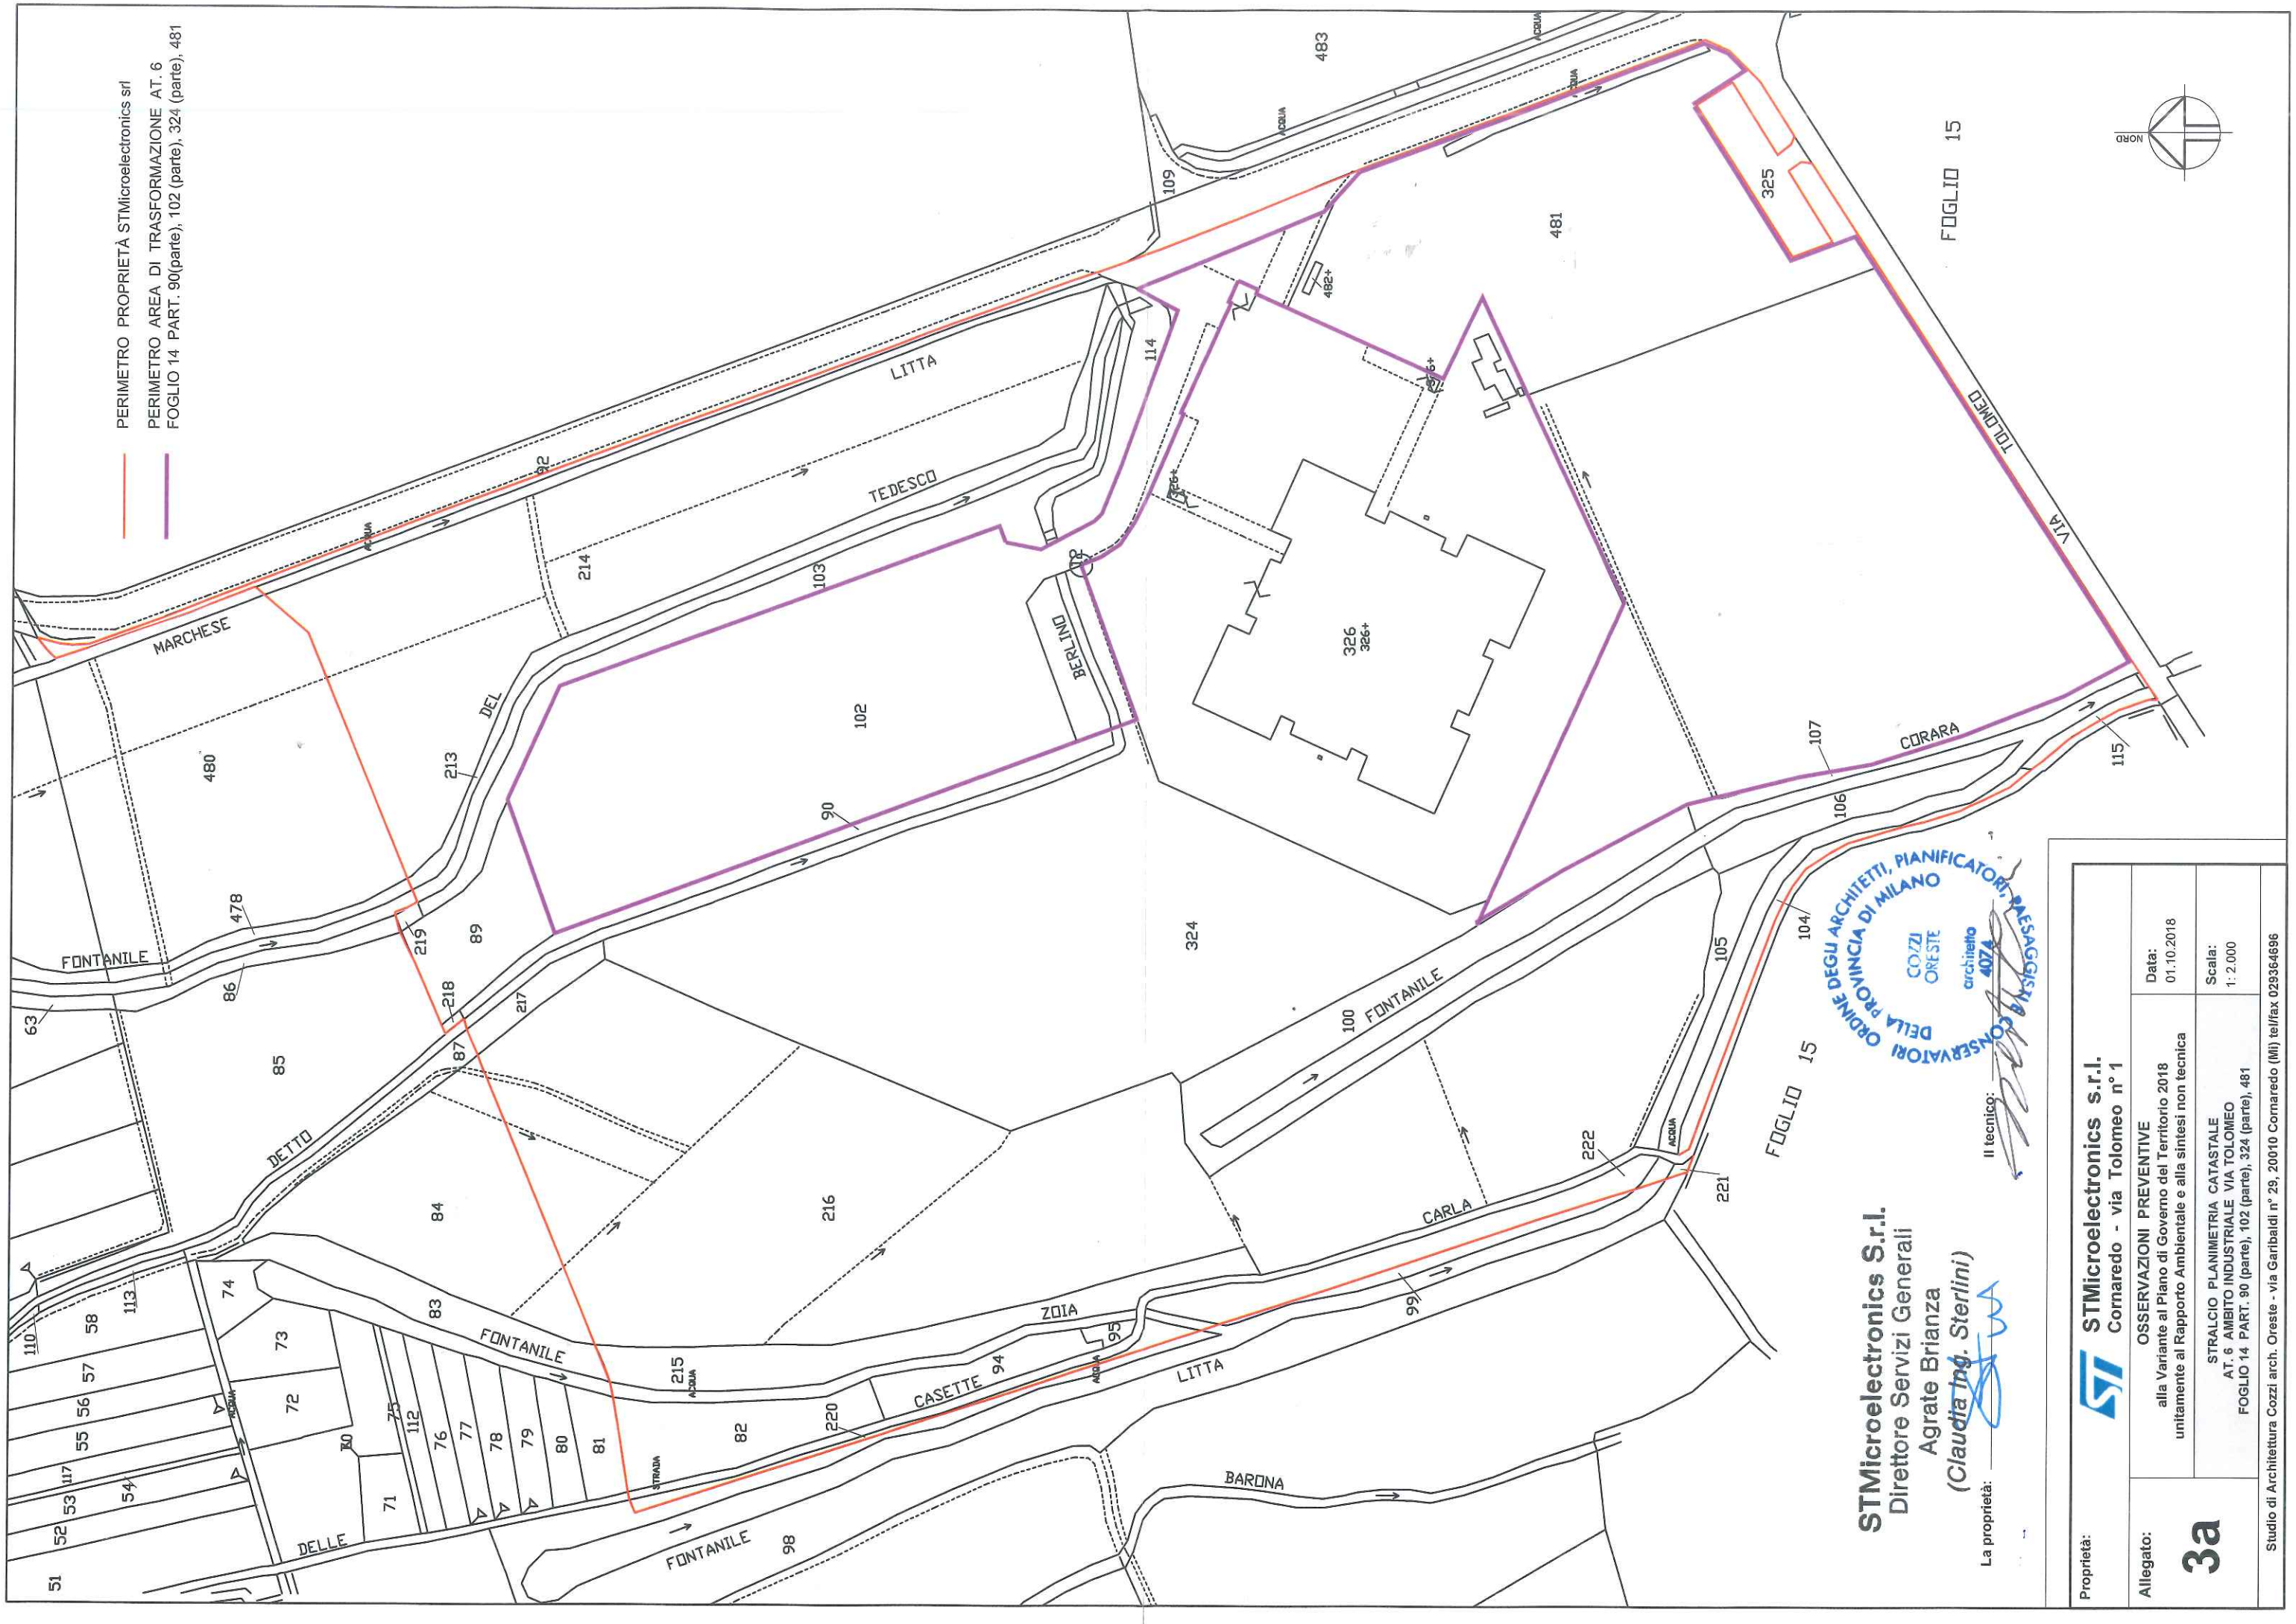 PERIMETRO PROPRIETÀ STMicroelectronics srl
PERIMETRO AREA DI TRASFORMAZIONE AT. 6
FOGLIO 14 PART. 90(parte), 102 (parte), 324 (parte), 481
NORD
483
ACQUA
ACQUA
ACQUA
109
325
481
482+
FOGLIO 15
VIA TOLOMEO
114
326+
326
326+
92
ACQUA
MARCHESE
LITTA
214
103
DEL
TEDESCO
BERLINO
102
480
213
90
107
CORARA
106
115
478
FONTANILE
86
63
219
89
218
217
87
85
324
100
FONTANILE
105
104
DETTO
84
216
222
221
ACQUA
FOGLIO 15
CARLA
83
FONTANILE
ZOIA
215
ACQUA
95
94
ACQUA
99
LITTA
CASETTE
220
82
STRADA
110
58
113
74
57
73
56
55
72
ACQUA
117
53
54
52
51
71
75
112
76
77
78
79
80
81
DELLE
FONTANILE
98
BARONA
ORDINE DEGLI ARCHITETTI, PIANIFICATORI, PAESAGGISTI E CONSERVATORI
DELLA PROVINCIA DI MILANO
COZZI
ORESTE
architetto
4074
Il tecnico:
STMicroelectronics S.r.l.
Direttore Servizi Generali
Agrate Brianza
(Claudia Ing. Sterlini)
La proprietà:
Proprietà:
ST
STMicroelectronics s.r.l.
Cornaredo - via Tolomeo n° 1
Allegato:
3a
OSSERVAZIONI PREVENTIVE
alla Variante al Piano di Governo del Territorio 2018
unitamente al Rapporto Ambientale e alla sintesi non tecnica
Data:
01.10.2018
STRALCIO PLANIMETRIA CATASTALE
AT. 6 AMBITO INDUSTRIALE VIA TOLOMEO
FOGLIO 14 PART. 90 (parte), 102 (parte), 324 (parte), 481
Scala:
1: 2.000
Studio di Architettura Cozzi arch. Oreste - via Garibaldi n° 29, 20010 Cornaredo (Mi) tel/fax 029364696